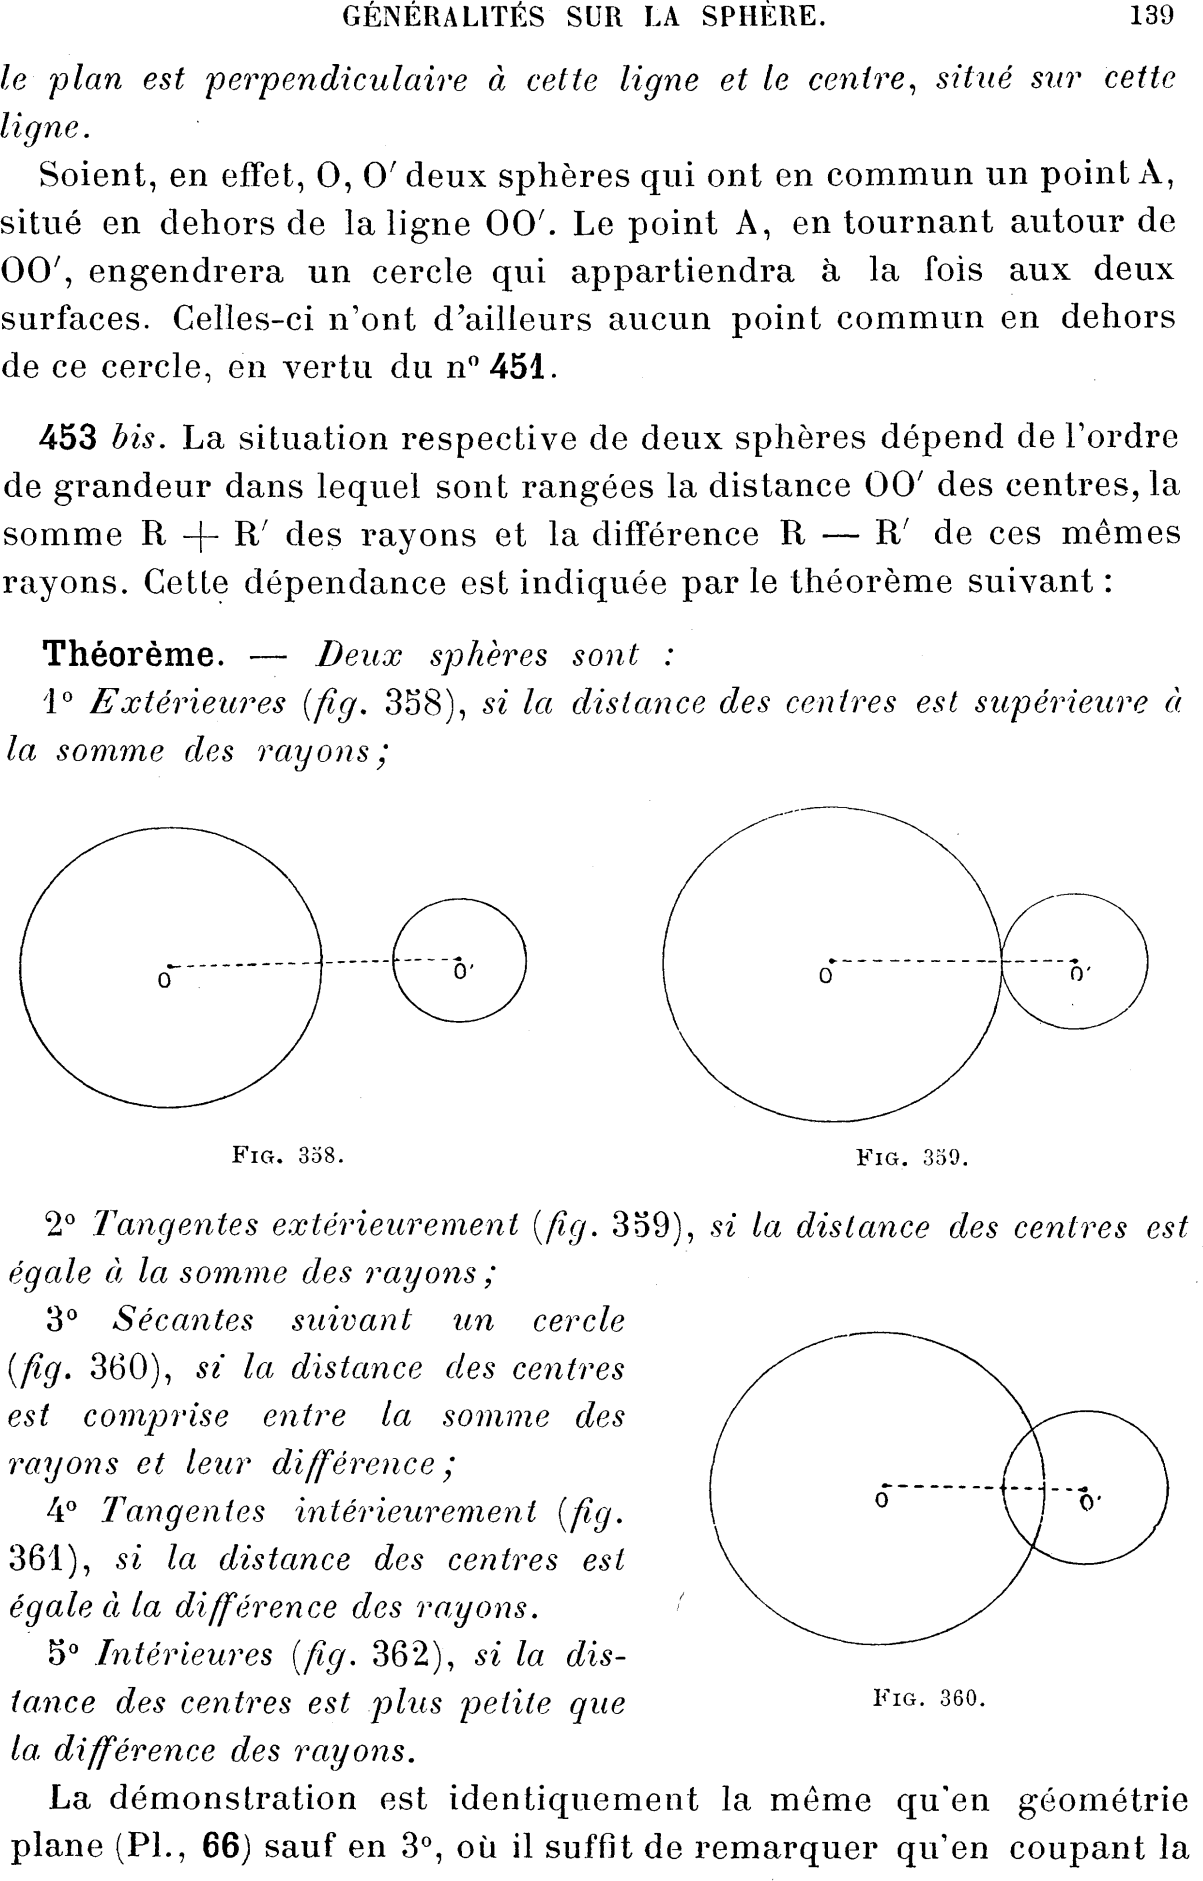 GÉNÉRALITÉS SUR LA SPHÈRE. 139
le plan est perpendiculaire à cette ligne et le centre, situé sur cette
ligne.
Soient, en effet, O, O′ deux sphères qui ont en commun un point A,
situé en dehors de la ligne OO′. Le point A, en tournant autour de
OO′, engendrera un cercle qui appartiendra à la fois aux deux
surfaces. Celles-ci n'ont d'ailleurs aucun point commun en dehors
de ce cercle, en vertu du nº 451.
453 bis. La situation respective de deux sphères dépend de l'ordre
de grandeur dans lequel sont rangées la distance OO′ des centres, la
somme R + R′ des rayons et la différence R — R′ de ces mêmes
rayons. Cette dépendance est indiquée par le théorème suivant :
Théorème. — Deux sphères sont :
1º Extérieures (fig. 358), si la distance des centres est supérieure à
la somme des rayons ;
O O′
O O′
FIG. 358.
FIG. 359.
2º Tangentes extérieurement (fig. 359), si la distance des centres est
égale à la somme des rayons ;
3º Sécantes suivant un cercle
(fig. 360), si la distance des centres
est comprise entre la somme des
rayons et leur différence ;
4º Tangentes intérieurement (fig.
361), si la distance des centres est
égale à la différence des rayons.
5º Intérieures (fig. 362), si la dis-
tance des centres est plus petite que
la différence des rayons.
O O′
FIG. 360.
La démonstration est identiquement la même qu'en géométrie
plane (Pl., 66) sauf en 3º, où il suffit de remarquer qu'en coupant la